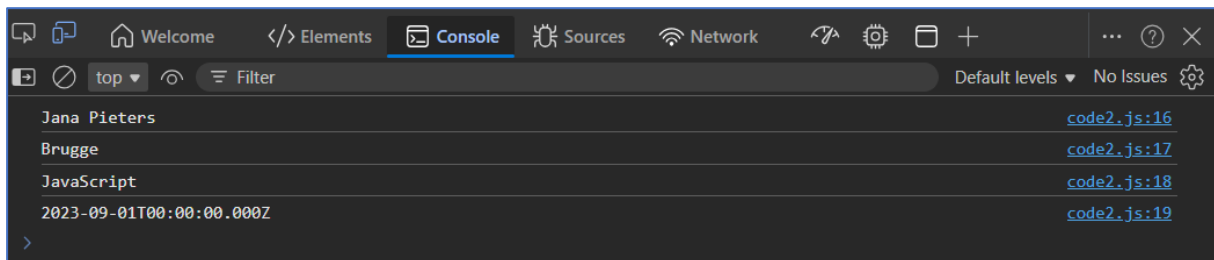 Welcome </> Elements Console Sources Network
top ▼ Filter Default levels ▼ No Issues
Jana Pieters code2.js:16
Brugge code2.js:17
JavaScript code2.js:18
2023-09-01T00:00:00.000Z code2.js:19
>